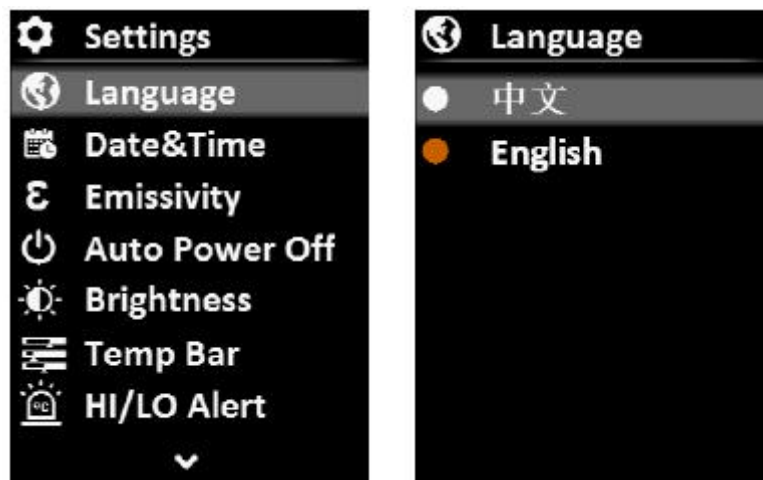 Settings
Language
Date&Time
Emissivity
Auto Power Off
Brightness
Temp Bar
HI/LO Alert
Language
中文
English